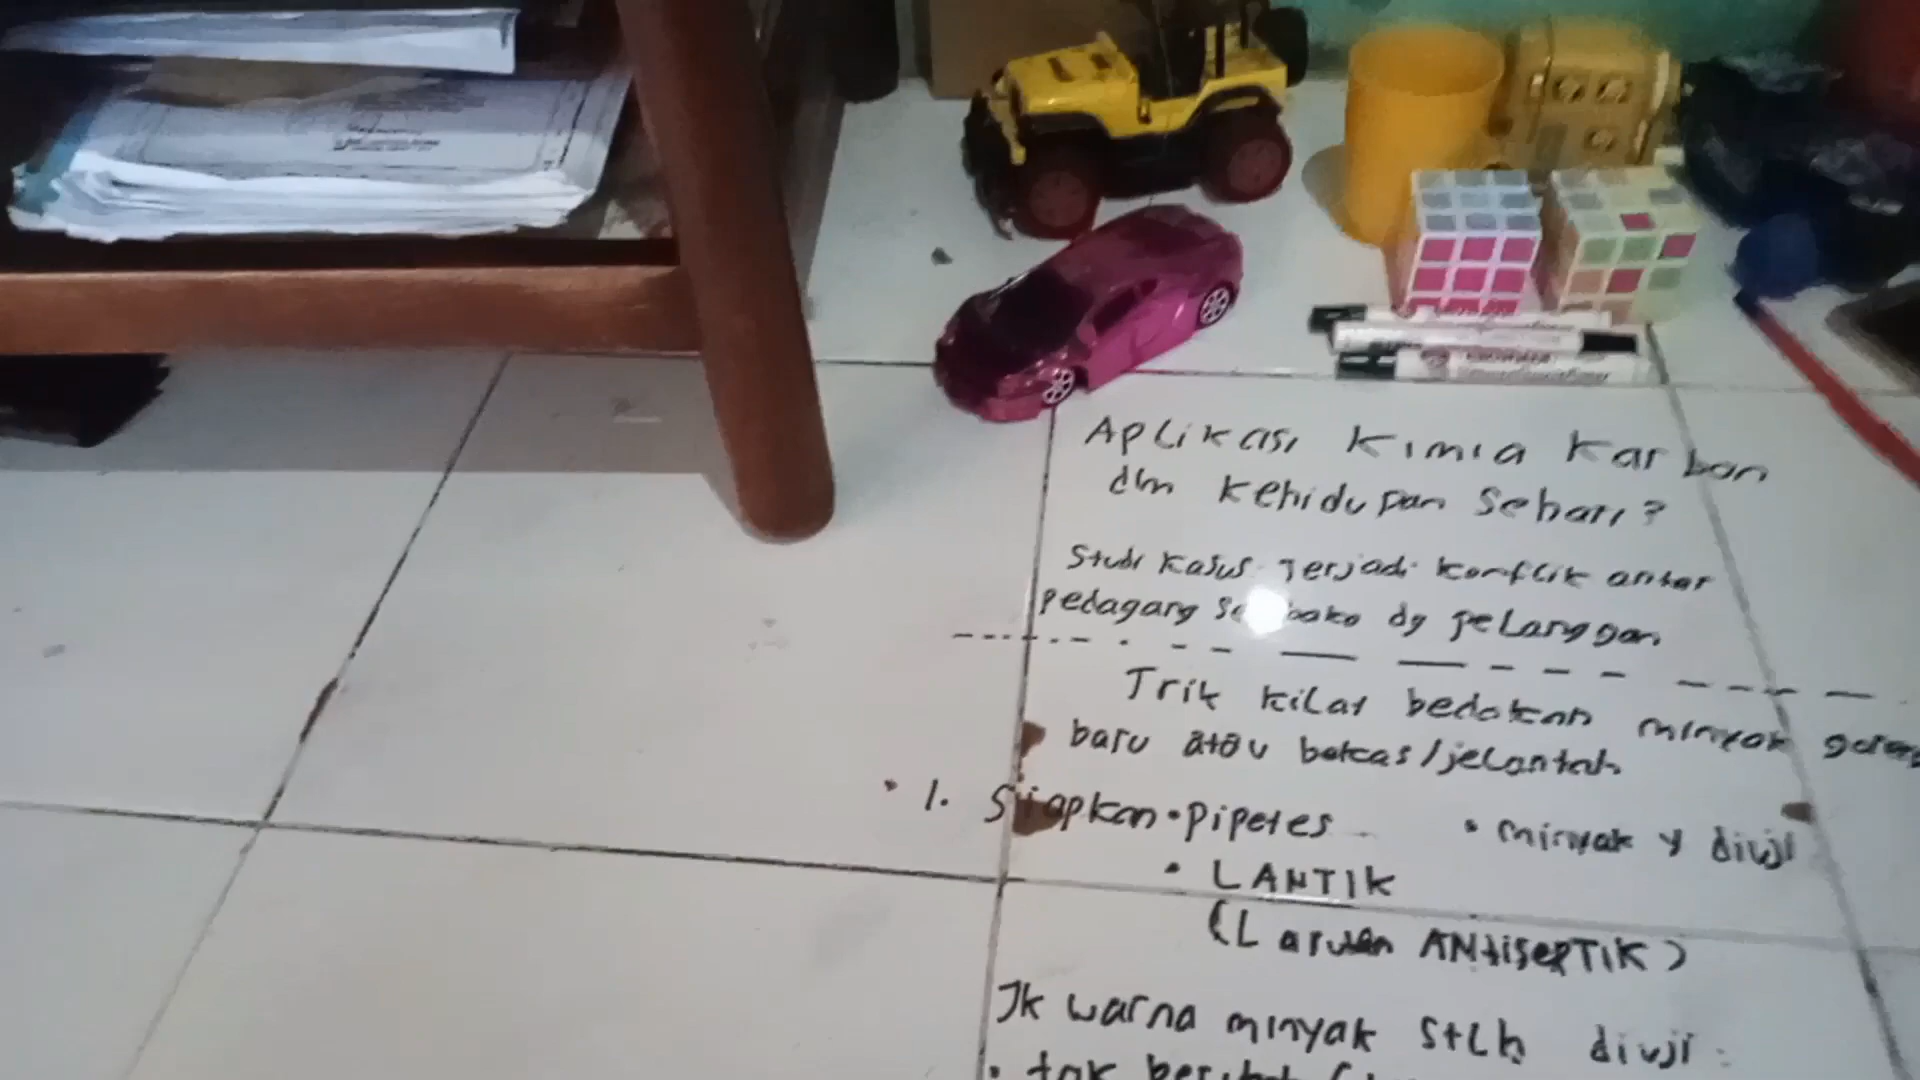 Aplikasi Kimia Karbon
dlm Kehidupan Sehari?
Studi Kasus Terjadi konflik antar
pedagang sembako dg pelanggan
Trik kilat bedakan minyak goreng
baru atau bekas/jelantah
• 1. Siapkan • pipetes • minyak y diuji
• LANTIK
(Larutan ANtisepTIK)
Jk warna minyak stlh diuji:
• tak